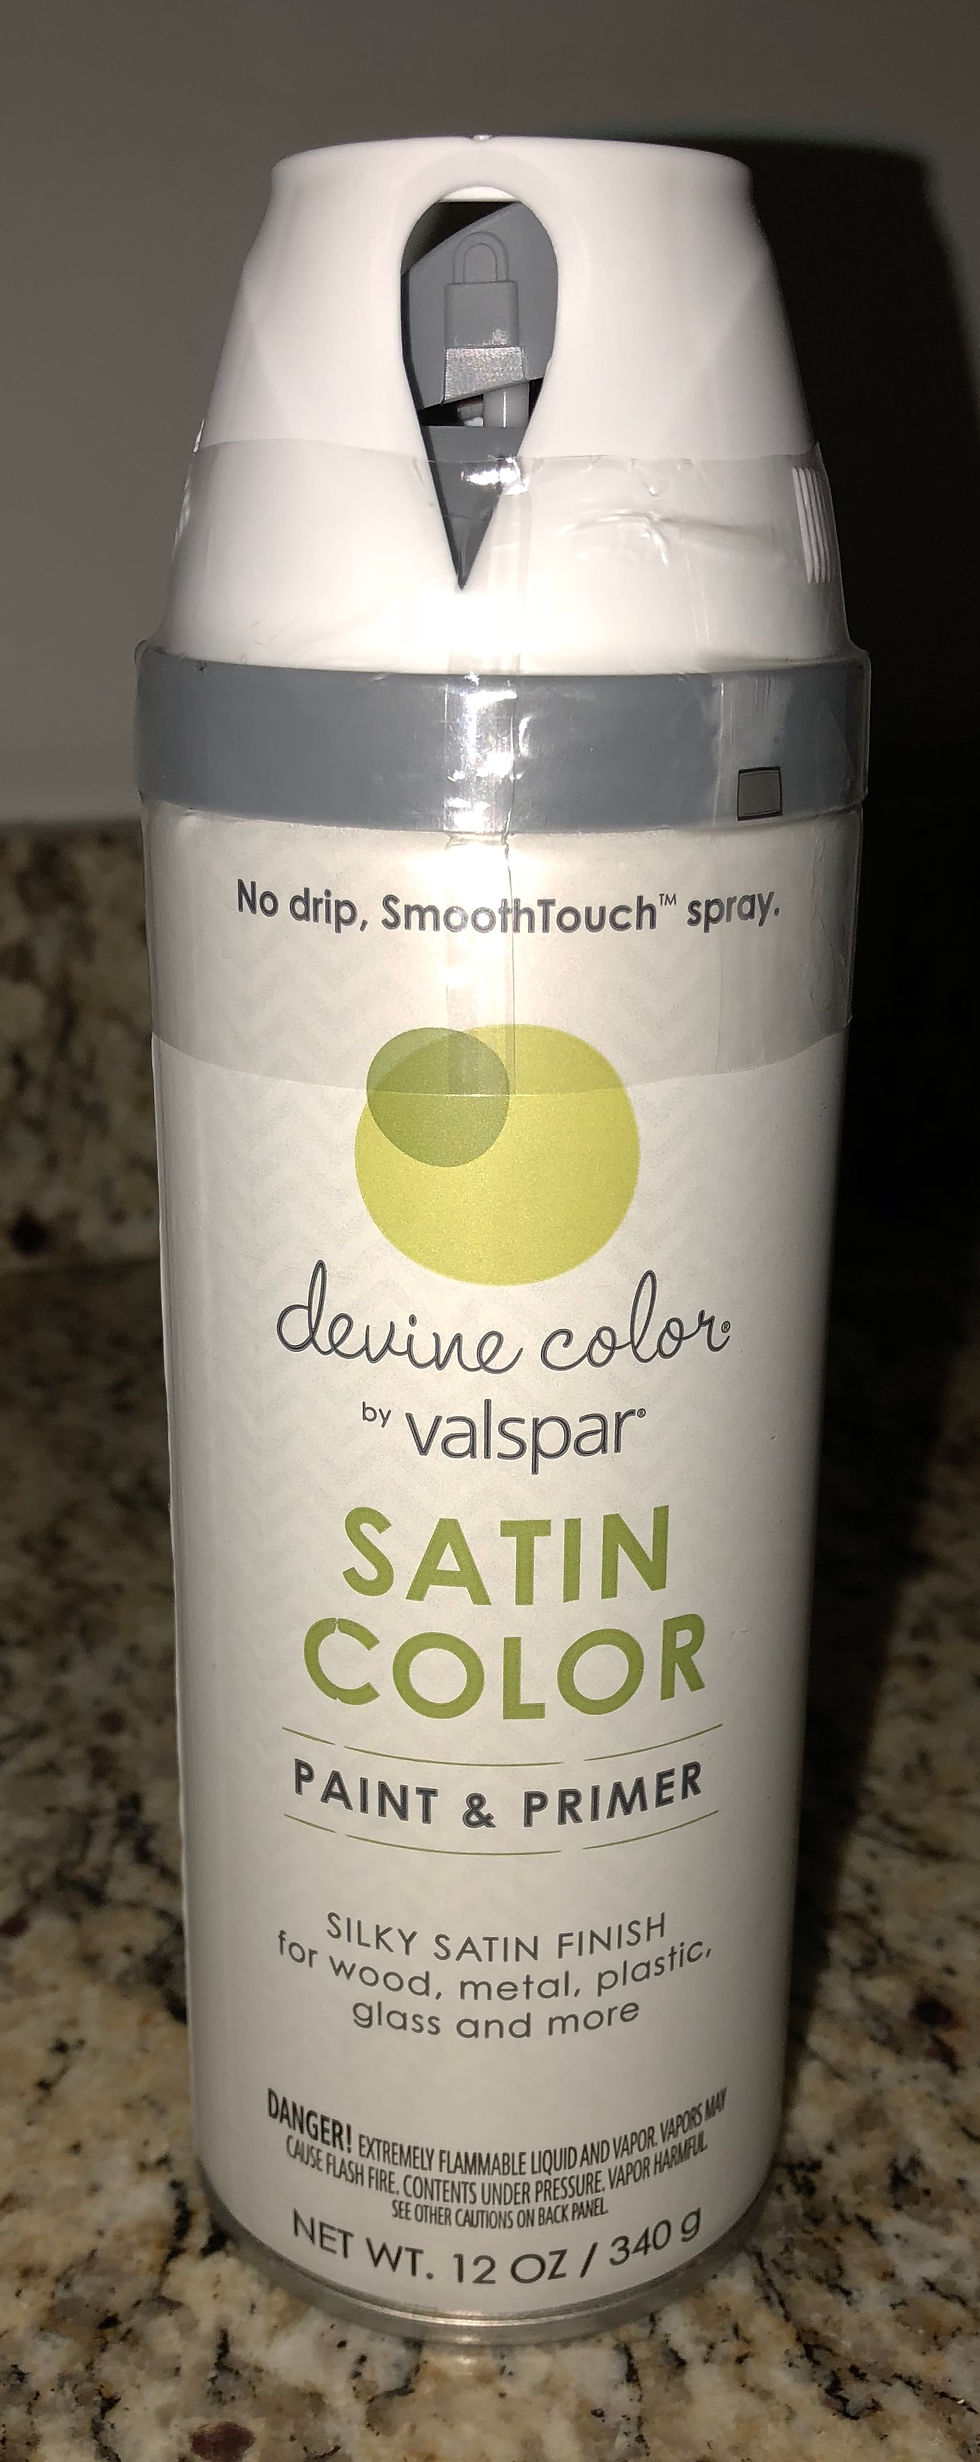 No drip, SmoothTouch™ spray.
devine color®
by valspar®
SATIN
COLOR
PAINT & PRIMER
SILKY SATIN FINISH
for wood, metal, plastic,
glass and more
DANGER! EXTREMELY FLAMMABLE LIQUID AND VAPOR. VAPORS MAY
CAUSE FLASH FIRE. CONTENTS UNDER PRESSURE. VAPOR HARMFUL.
SEE OTHER CAUTIONS ON BACK PANEL.
NET WT. 12 OZ / 340 g